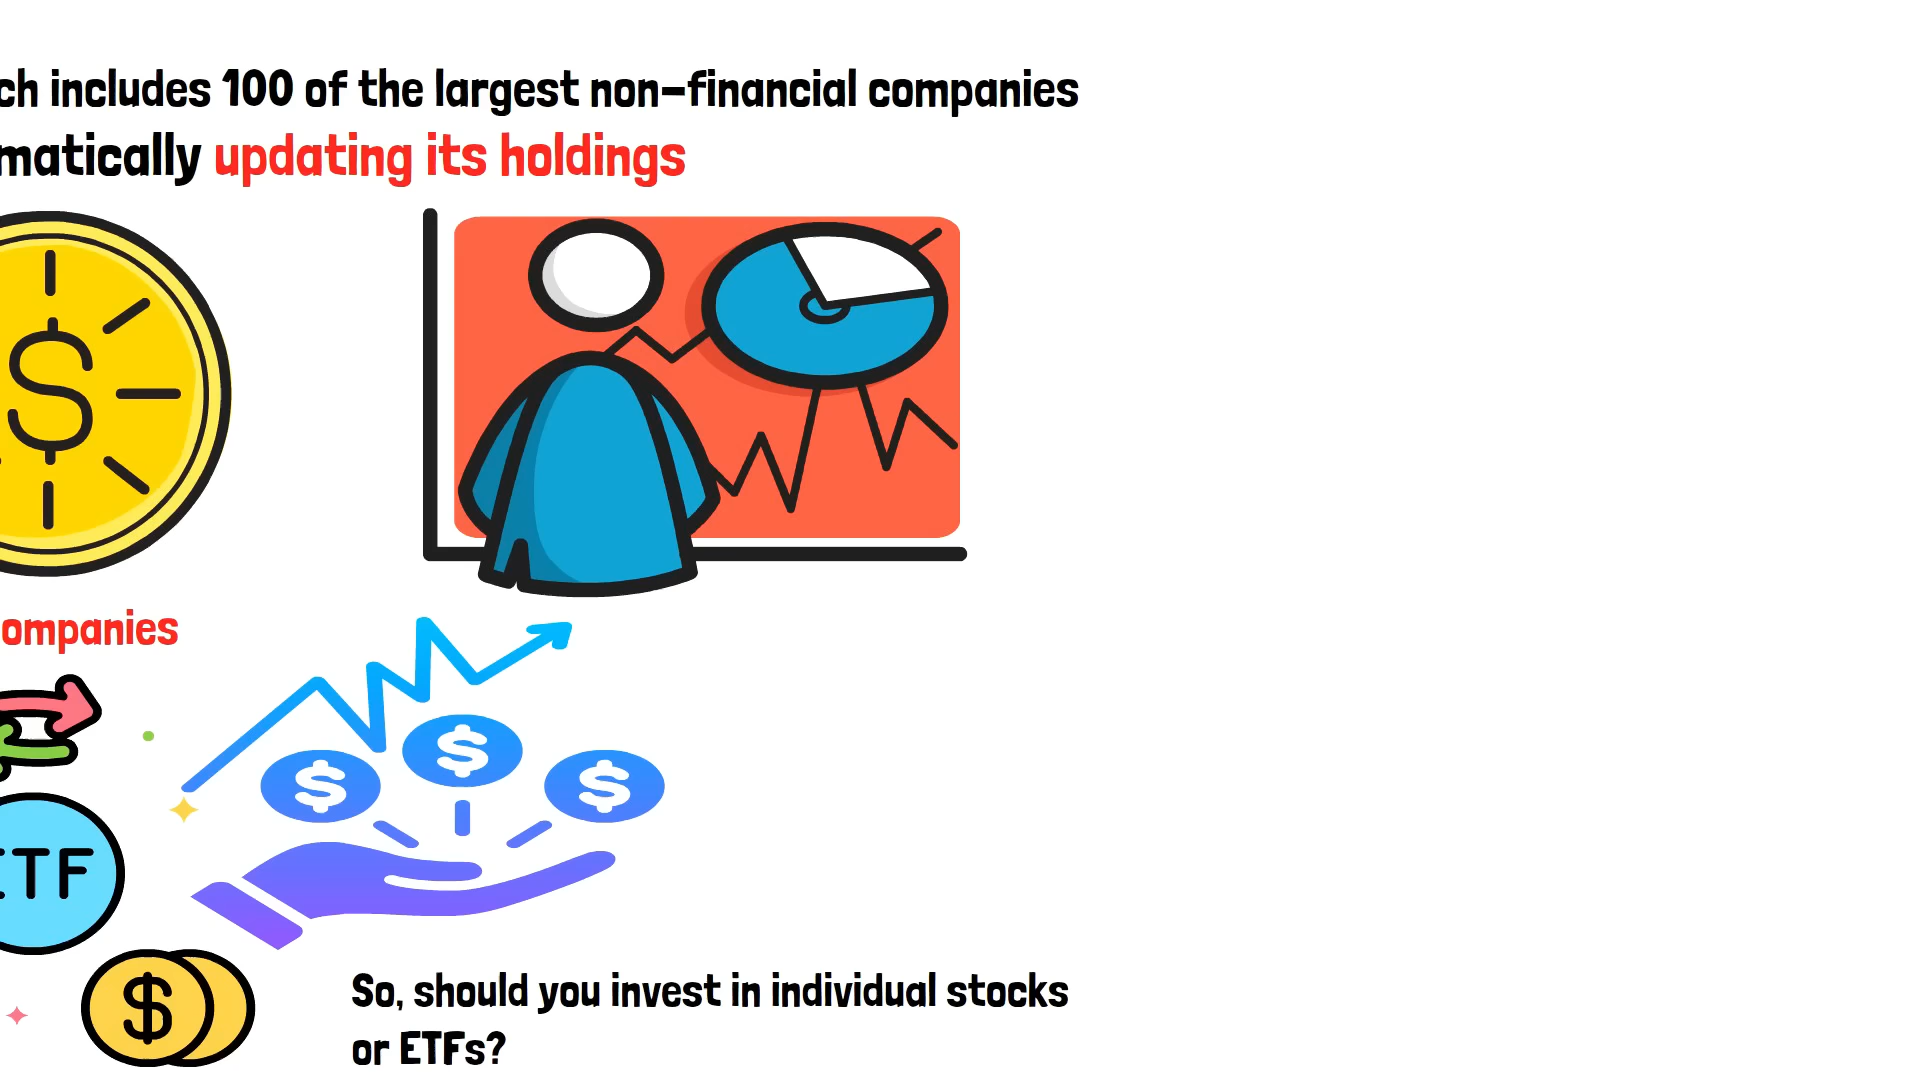 ch includes 100 of the largest non-financial companies
matically updating its holdings
$
ompanies
$ $ $
ETF
$
So, should you invest in individual stocks
or ETFs?